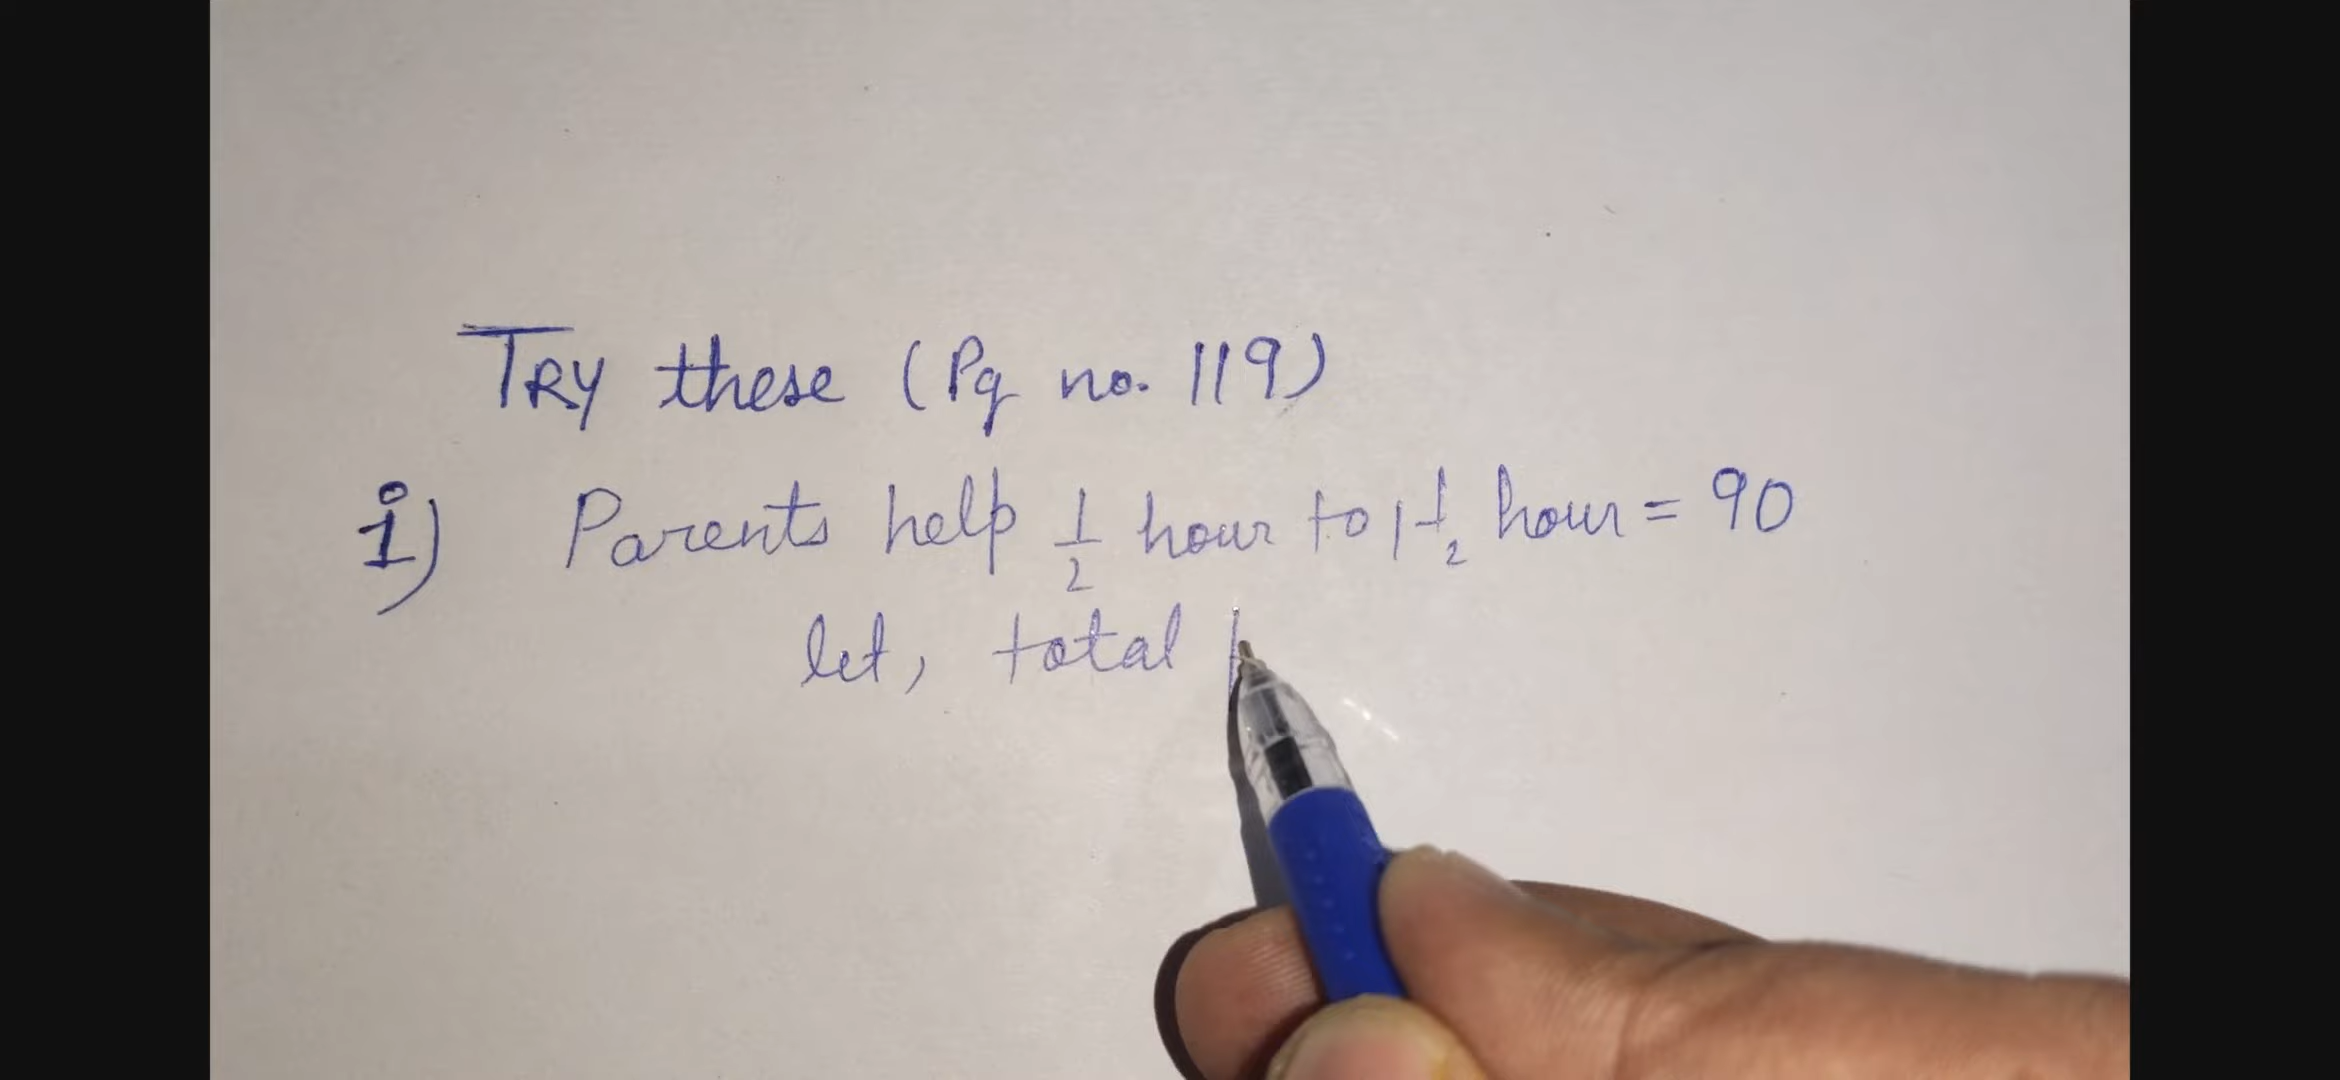 TRY these (Pg no. 119)
i) Parents help 1/2 hour to 1 1/2 hour = 90
let, total